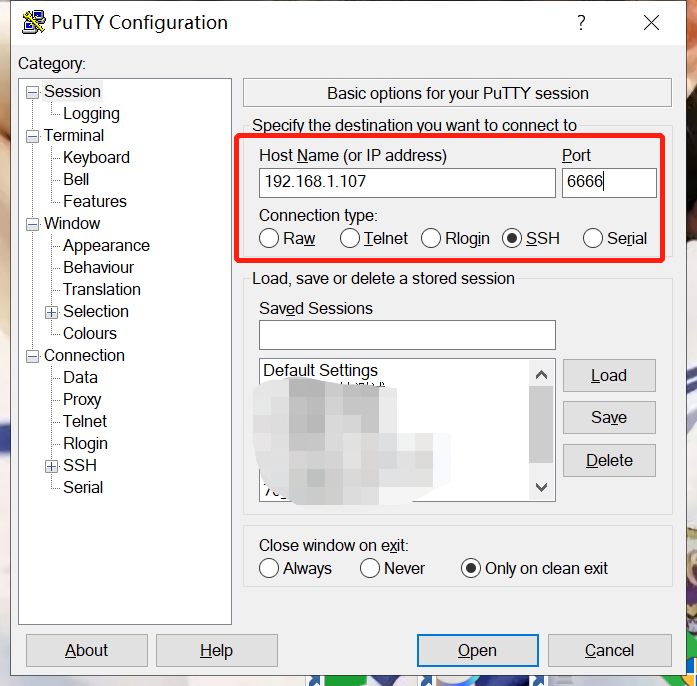 PuTTY Configuration
?
Category:
Session
Logging
Terminal
Keyboard
Bell
Features
Window
Appearance
Behaviour
Translation
Selection
Colours
Connection
Data
Proxy
Telnet
Rlogin
SSH
Serial
Basic options for your PuTTY session
Specify the destination you want to connect to
Host Name (or IP address) Port
192.168.1.107 6666
Connection type:
Raw Telnet Rlogin SSH Serial
Load, save or delete a stored session
Saved Sessions
Default Settings
Load
Save
Delete
Close window on exit:
Always Never Only on clean exit
About Help Open Cancel